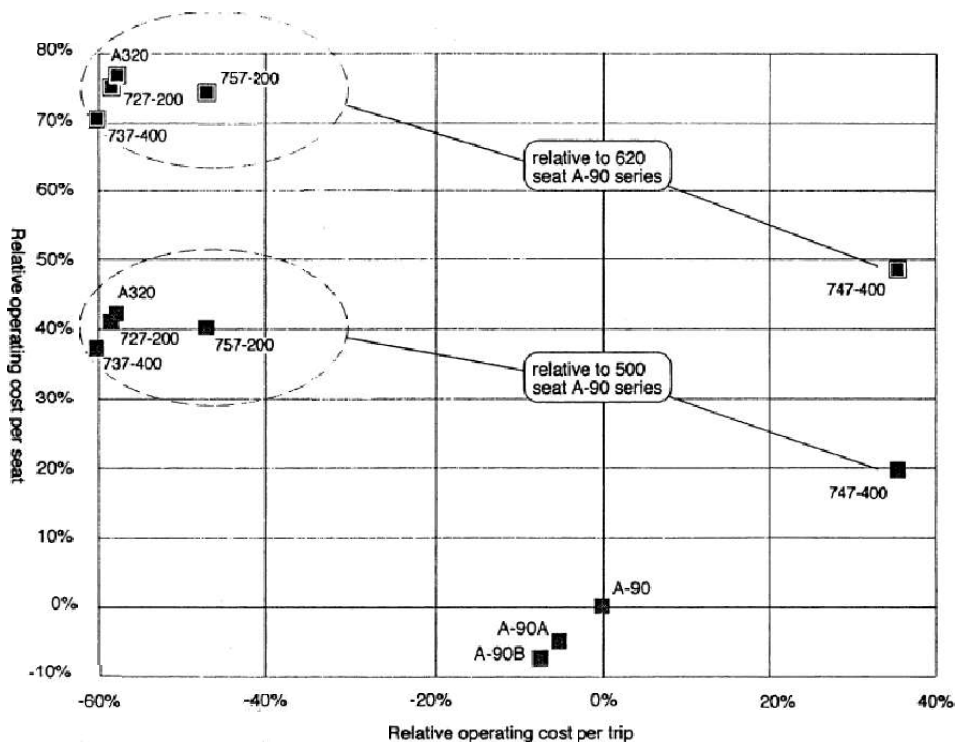 80%
A320
757-200
727-200
70%
737-400
relative to 620
seat A-90 series
60%
50%
747-400
A320
40%
727-200
757-200
737-400
relative to 500
seat A-90 series
30%
20%
747-400
10%
A-90
0%
A-90A
A-90B
-10%
-60%
-40%
-20%
0%
20%
40%
Relative operating cost per trip
Relative operating cost per seat